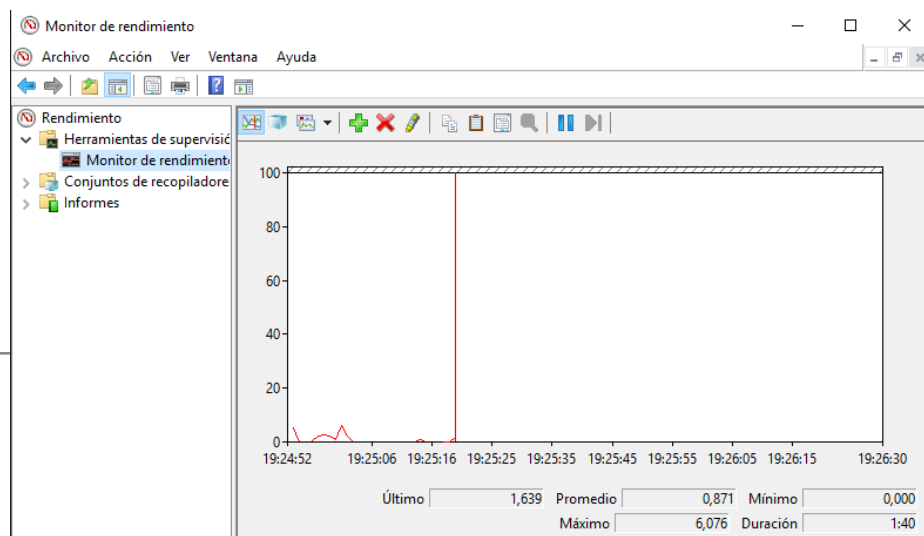 Monitor de rendimiento
Archivo Acción Ver Ventana Ayuda
Rendimiento
Herramientas de supervisió
Monitor de rendimient
Conjuntos de recopiladore
Informes
100
80
60
40
20
0
19:24:52 19:25:06 19:25:16 19:25:25 19:25:35 19:25:45 19:25:55 19:26:05 19:26:15 19:26:30
Último 1,639 Promedio 0,871 Mínimo 0,000
Máximo 6,076 Duración 1:40